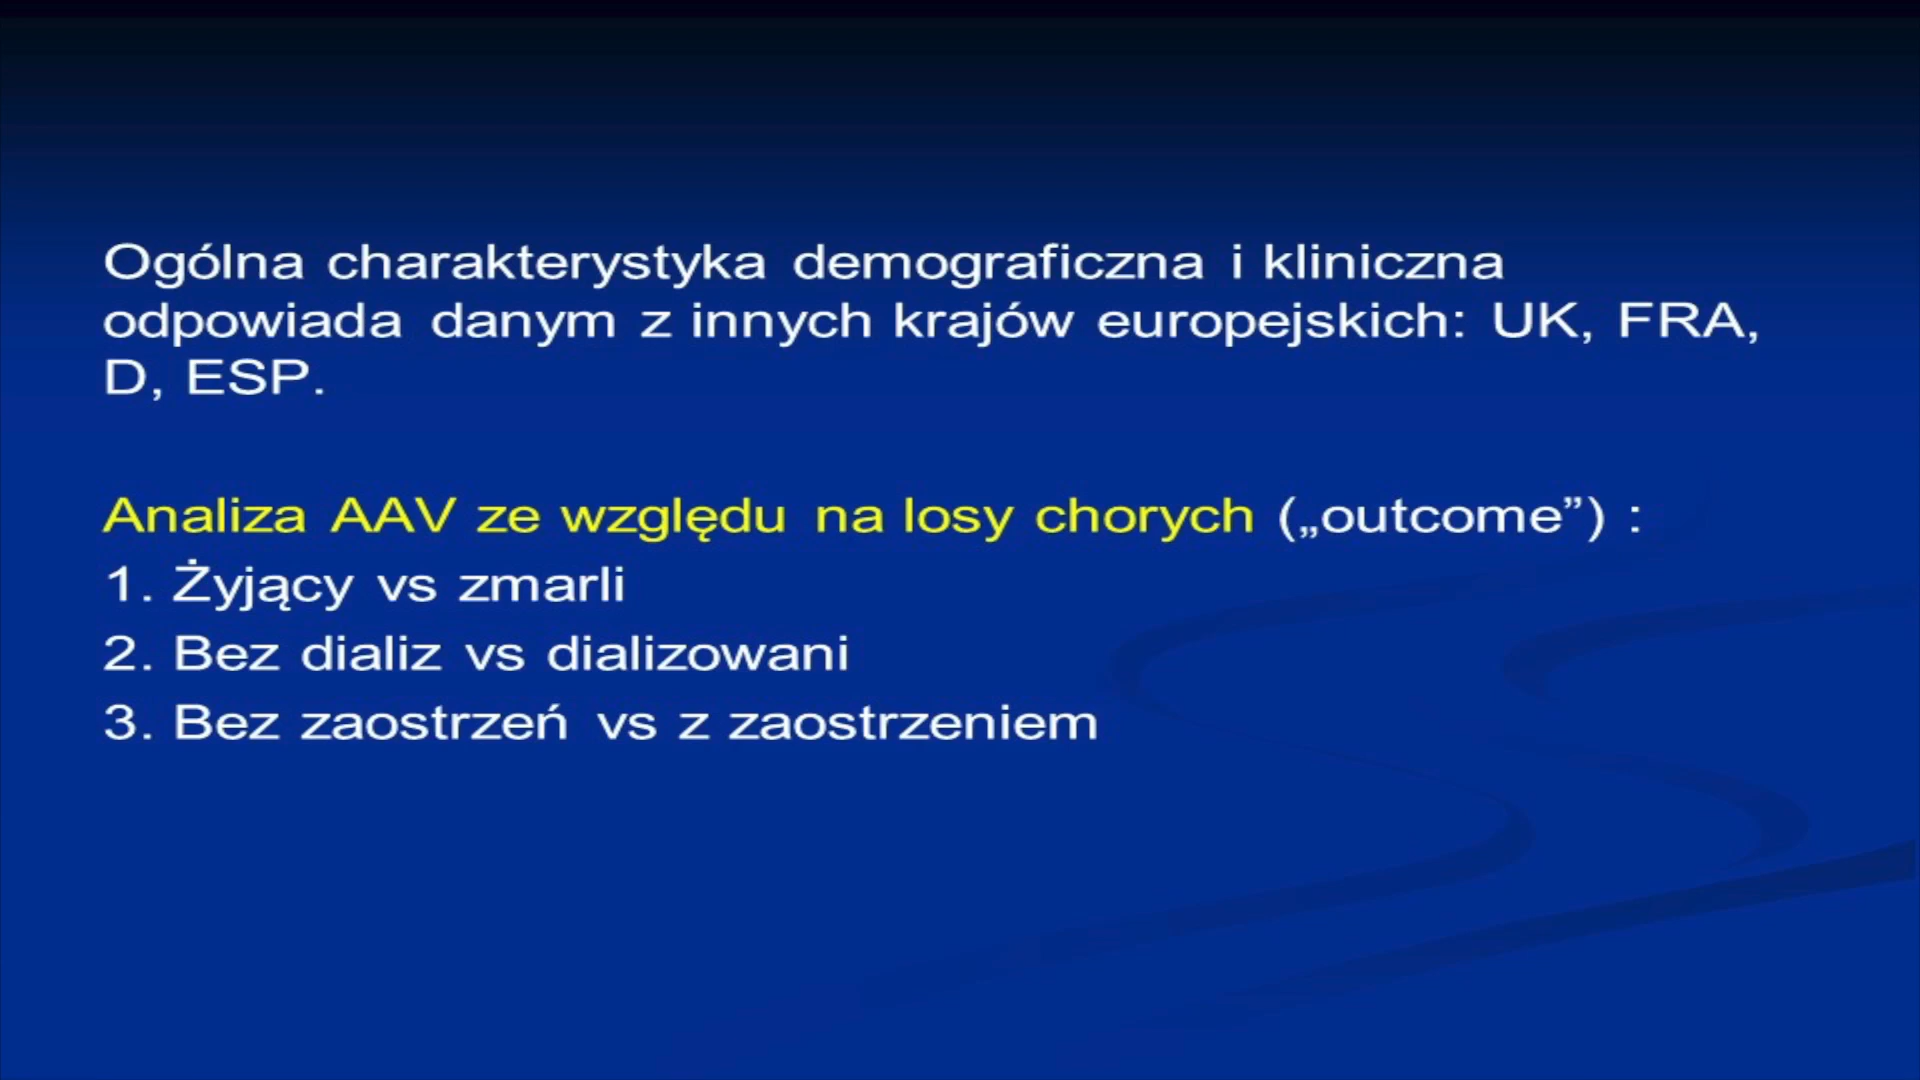 Ogólna charakterystyka demograficzna i kliniczna
odpowiada danym z innych krajów europejskich: UK, FRA,
D, ESP.
Analiza AAV ze względu na losy chorych („outcome”) :
1. Żyjący vs zmarli
2. Bez dializ vs dializowani
3. Bez zaostrzeń vs z zaostrzeniem